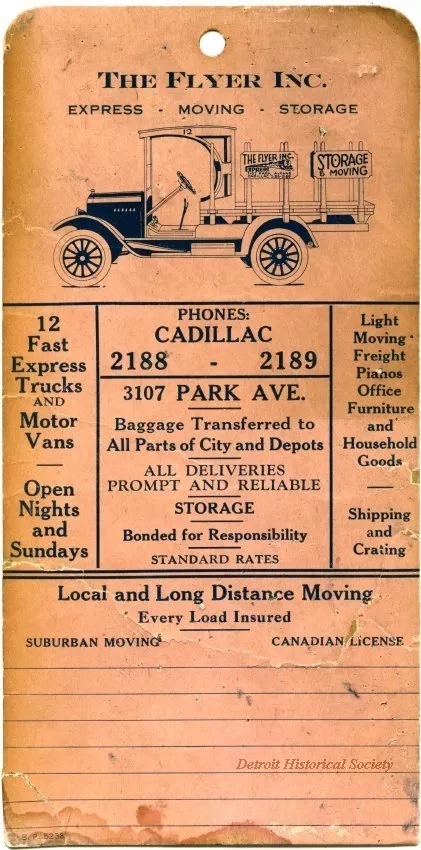 THE FLYER INC.
EXPRESS - MOVING - STORAGE
12
THE FLYER INC.
EXPRESS
STORAGE
& MOVING
12
Fast
Express
Trucks
AND
Motor
Vans
Open
Nights
and
Sundays
PHONES:
CADILLAC
2188 - 2189
3107 PARK AVE.
Baggage Transferred to
All Parts of City and Depots
ALL DELIVERIES
PROMPT AND RELIABLE
STORAGE
Bonded for Responsibility
STANDARD RATES
Light
Moving
Freight
Pianos
Office
Furniture
and
Household
Goods
Shipping
and
Crating
Local and Long Distance Moving
Every Load Insured
SUBURBAN MOVING CANADIAN LICENSE
Detroit Historical Society